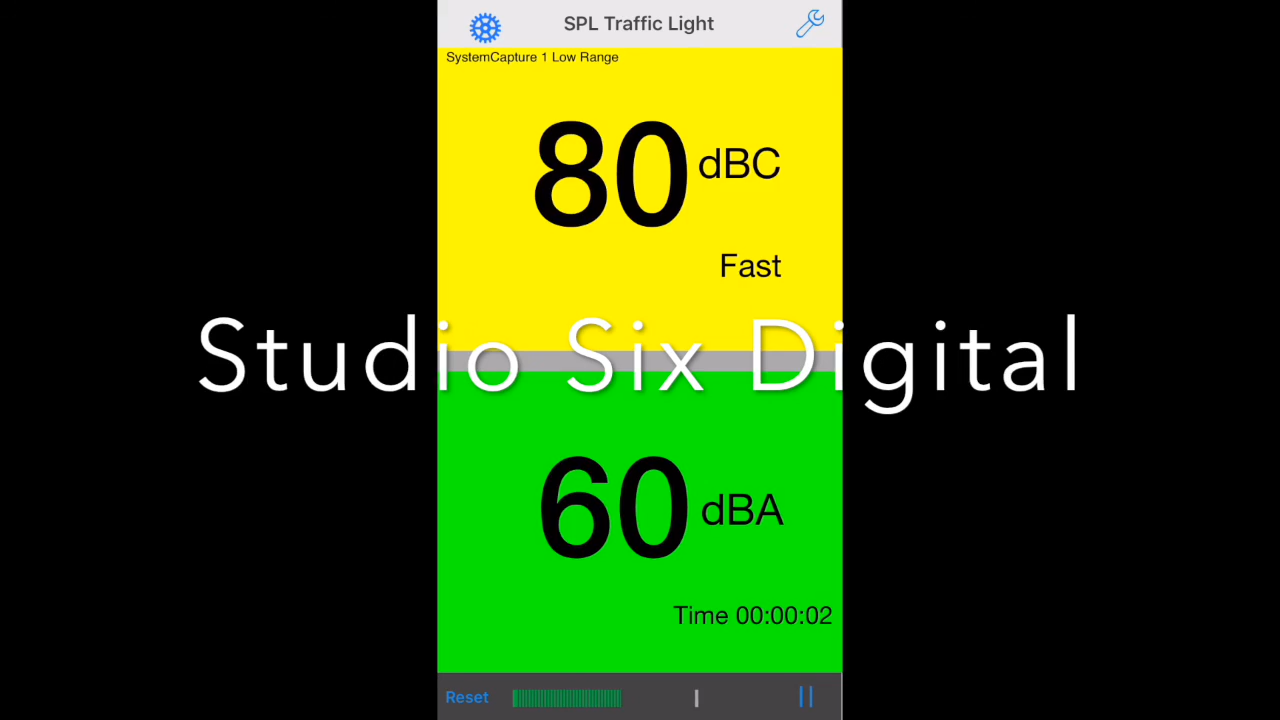 SPL Traffic Light
SystemCapture 1 Low Range
80 dBC
Fast
Studio Six Digital
60 dBA
Time 00:00:02
Reset